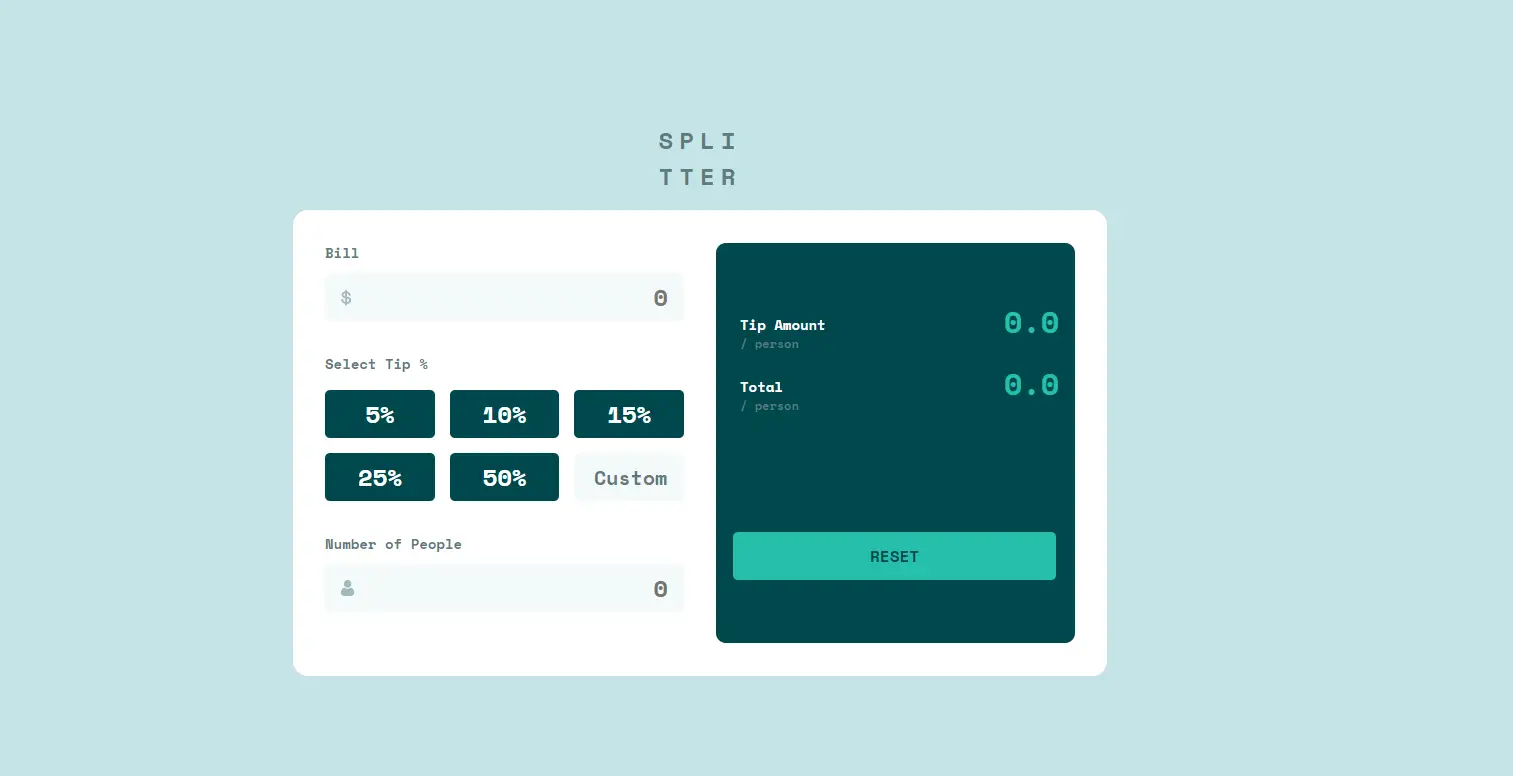 SPLI
TTER
Bill
$ 0
Select Tip %
5% 10% 15%
25% 50% Custom
Number of People
0
Tip Amount 0.0
/ person
Total 0.0
/ person
RESET